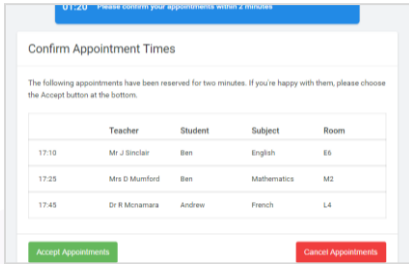 01:20 Please confirm your appointments within 2 minutes
Confirm Appointment Times
The following appointments have been reserved for two minutes. If you're happy with them, please choose
the Accept button at the bottom.
Teacher Student Subject Room
17:10 Mr J Sinclair Ben English E6
17:25 Mrs D Mumford Ben Mathematics M2
17:45 Dr R Mcnamara Andrew French L4
Accept Appointments Cancel Appointments